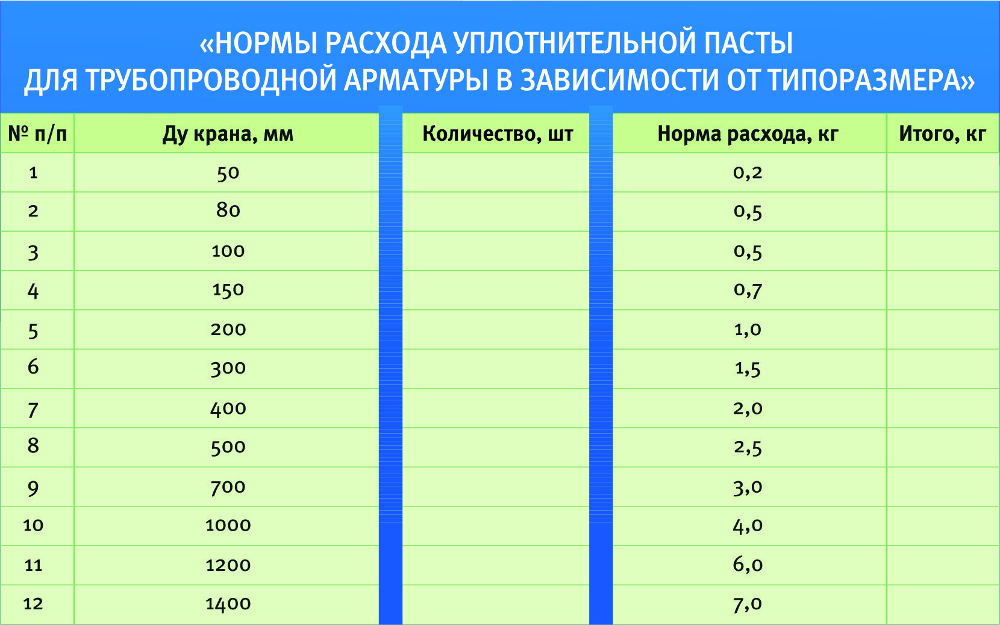 «НОРМЫ РАСХОДА УПЛОТНИТЕЛЬНОЙ ПАСТЫ
ДЛЯ ТРУБОПРОВОДНОЙ АРМАТУРЫ В ЗАВИСИМОСТИ ОТ ТИПОРАЗМЕРА»
№ п/п Ду крана, мм Количество, шт Норма расхода, кг Итого, кг
1 50 0,2
2 80 0,5
3 100 0,5
4 150 0,7
5 200 1,0
6 300 1,5
7 400 2,0
8 500 2,5
9 700 3,0
10 1000 4,0
11 1200 6,0
12 1400 7,0